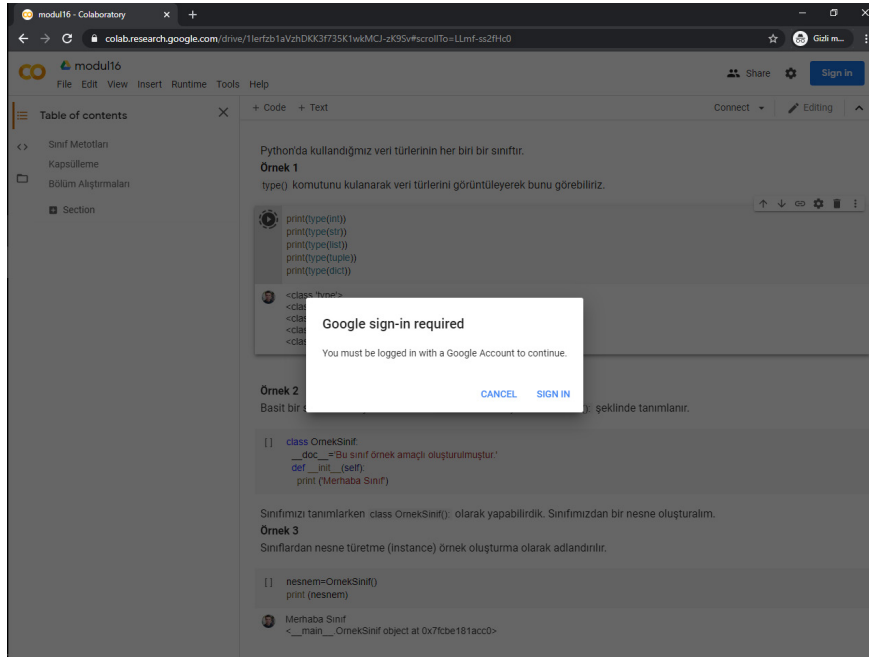 modul16 - Colaboratory
colab.research.google.com/drive/1lerfzb1aVzhDKK3f735K1wkMCJ-zK9Sv#scrollTo=LLmf-ss2fHc0
Gizli m...
modul16
File Edit View Insert Runtime Tools Help
Share
Sign in
Table of contents
+ Code + Text
Connect
Editing
Sınıf Metotları
Kapsülleme
Bölüm Alıştırmaları
Section
Python'da kullandığmız veri türlerinin her biri bir sınıftır.
Örnek 1
type() komutunu kulanarak veri türlerini görüntüleyerek bunu görebiliriz.
print(type(int))
print(type(str))
print(type(list))
print(type(tuple))
print(type(dict))
<class 'type'>
<clas
<clas
<clas
<clas
Google sign-in required
You must be logged in with a Google Account to continue.
CANCEL SIGN IN
Örnek 2
Basit bir s
): şeklinde tanımlanır.
[ ] class OrnekSinif:
__doc__='Bu sınıf örnek amaçlı oluşturulmuştur.'
def __init__(self):
print ('Merhaba Sınıf')
Sınıfımızı tanımlarken class OrnekSinif(): olarak yapabilirdik. Sınıfımızdan bir nesne oluşturalım.
Örnek 3
Sınıflardan nesne türetme (instance) örnek oluşturma olarak adlandırılır.
[ ] nesnem=OrnekSinif()
print (nesnem)
Merhaba Sınıf
<__main__.OrnekSinif object at 0x7fcbe181acc0>